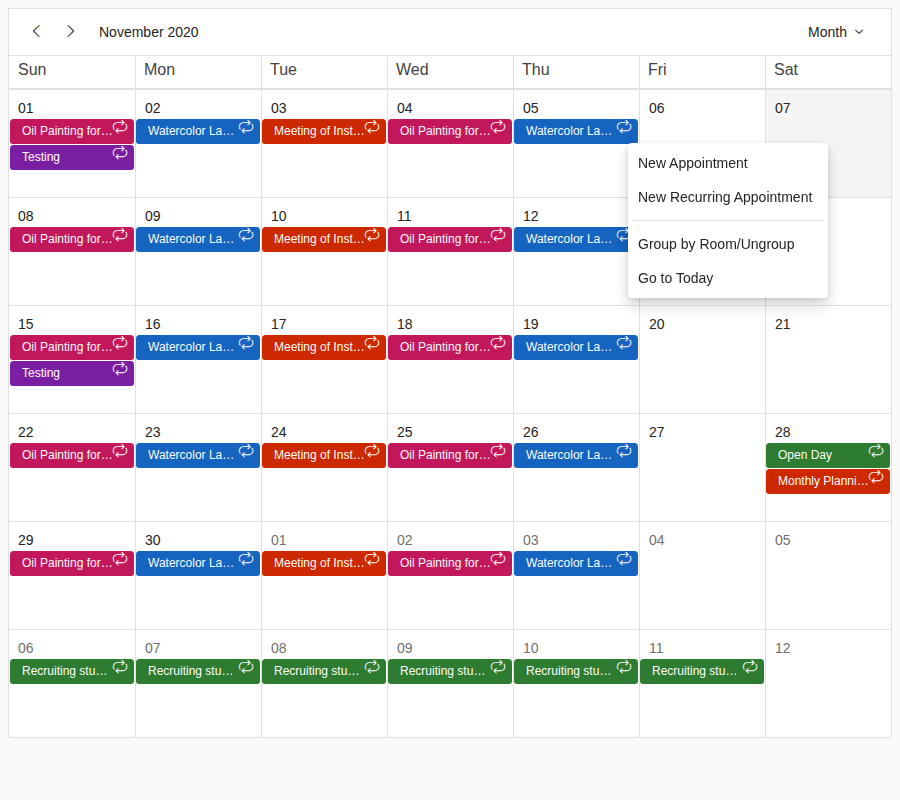 November 2020 Month
Sun Mon Tue Wed Thu Fri Sat
01 02 03 04 05 06 07
Oil Painting for... Watercolor La... Meeting of Inst... Oil Painting for... Watercolor La...
Testing
New Appointment
New Recurring Appointment
Group by Room/Ungroup
Go to Today
08 09 10 11 12
Oil Painting for... Watercolor La... Meeting of Inst... Oil Painting for... Watercolor La...
15 16 17 18 19 20 21
Oil Painting for... Watercolor La... Meeting of Inst... Oil Painting for... Watercolor La...
Testing
22 23 24 25 26 27 28
Oil Painting for... Watercolor La... Meeting of Inst... Oil Painting for... Watercolor La... Open Day
Monthly Planni...
29 30 01 02 03 04 05
Oil Painting for... Watercolor La... Meeting of Inst... Oil Painting for... Watercolor La...
06 07 08 09 10 11 12
Recruiting stu... Recruiting stu... Recruiting stu... Recruiting stu... Recruiting stu... Recruiting stu...